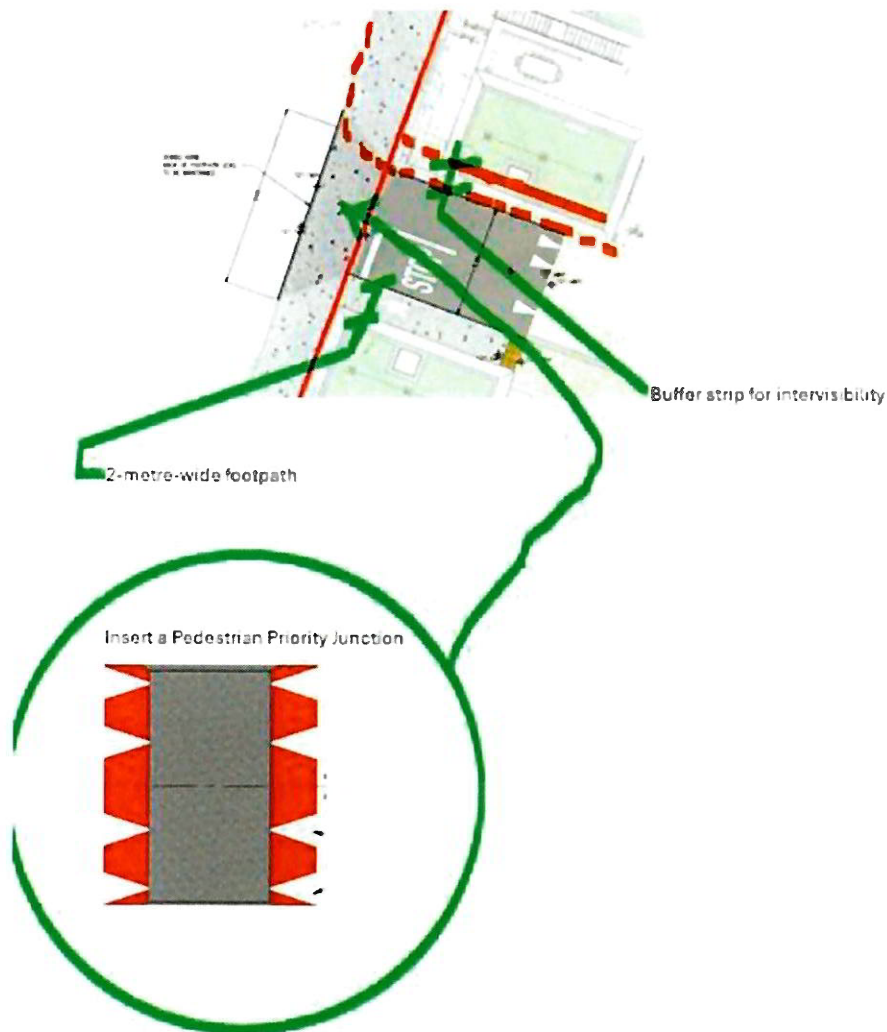 STOP
Buffer strip for intervisibility
2-metre-wide footpath
Insert a Pedestrian Priority Junction